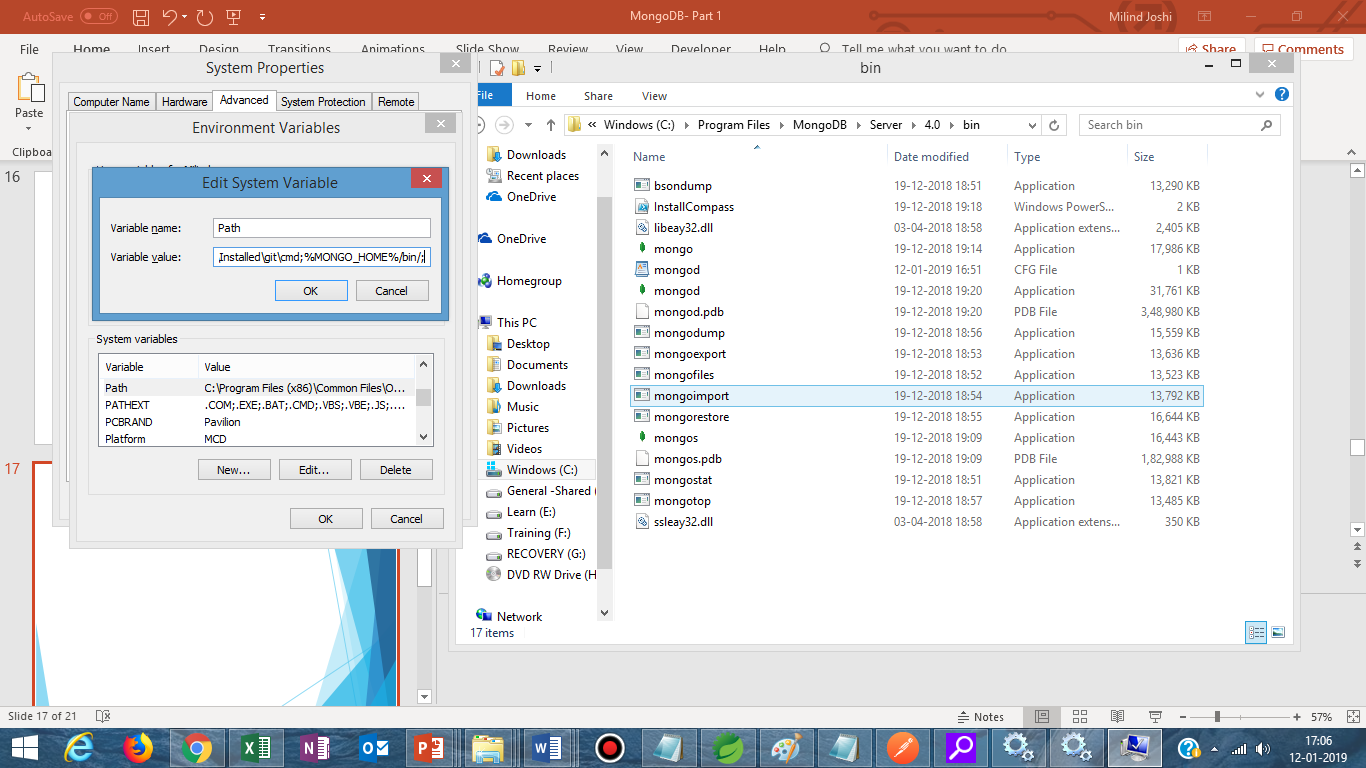 AutoSave Off
MongoDB- Part 1
Milind Joshi
File Home Insert Design Transitions Animations Slide Show Review View Developer Help Tell me what you want to do
Share Comments
Paste
Clipboa
16
17
System Properties
Computer Name Hardware Advanced System Protection Remote
Environment Variables
Edit System Variable
Variable name: Path
Variable value: Installed\git\cmd;%MONGO_HOME%/bin/;
OK Cancel
System variables
Variable Value
Path C:\Program Files (x86)\Common Files\O...
PATHEXT .COM;.EXE;.BAT;.CMD;.VBS;.VBE;.JS;....
PCBRAND Pavilion
Platform MCD
New... Edit... Delete
OK Cancel
bin
File Home Share View
« Windows (C:) Program Files MongoDB Server 4.0 bin
Search bin
Downloads
Recent places
OneDrive
OneDrive
Homegroup
This PC
Desktop
Documents
Downloads
Music
Pictures
Videos
Windows (C:)
General -Shared (
Learn (E:)
Training (F:)
RECOVERY (G:)
DVD RW Drive (H
Network
Name Date modified Type Size
bsondump 19-12-2018 18:51 Application 13,290 KB
InstallCompass 19-12-2018 19:18 Windows PowerS... 2 KB
libeay32.dll 03-04-2018 18:58 Application extens... 2,405 KB
mongo 19-12-2018 19:14 Application 17,986 KB
mongod 12-01-2019 16:51 CFG File 1 KB
mongod 19-12-2018 19:20 Application 31,761 KB
mongod.pdb 19-12-2018 19:20 PDB File 3,48,980 KB
mongodump 19-12-2018 18:56 Application 15,559 KB
mongoexport 19-12-2018 18:53 Application 13,636 KB
mongofiles 19-12-2018 18:52 Application 13,523 KB
mongoimport 19-12-2018 18:54 Application 13,792 KB
mongorestore 19-12-2018 18:55 Application 16,644 KB
mongos 19-12-2018 19:09 Application 16,443 KB
mongos.pdb 19-12-2018 19:09 PDB File 1,82,988 KB
mongostat 19-12-2018 18:51 Application 13,821 KB
mongotop 19-12-2018 18:57 Application 13,485 KB
ssleay32.dll 03-04-2018 18:58 Application extens... 350 KB
17 items
Slide 17 of 21
Notes
57%
17:06
12-01-2019